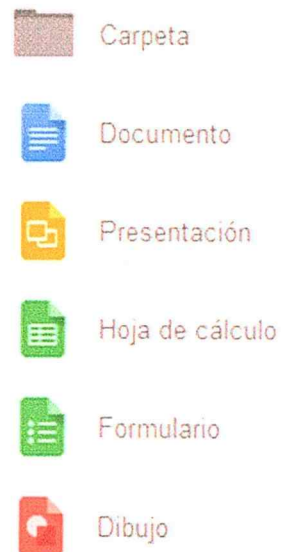 Carpeta
Documento
Presentación
Hoja de cálculo
Formulario
Dibujo